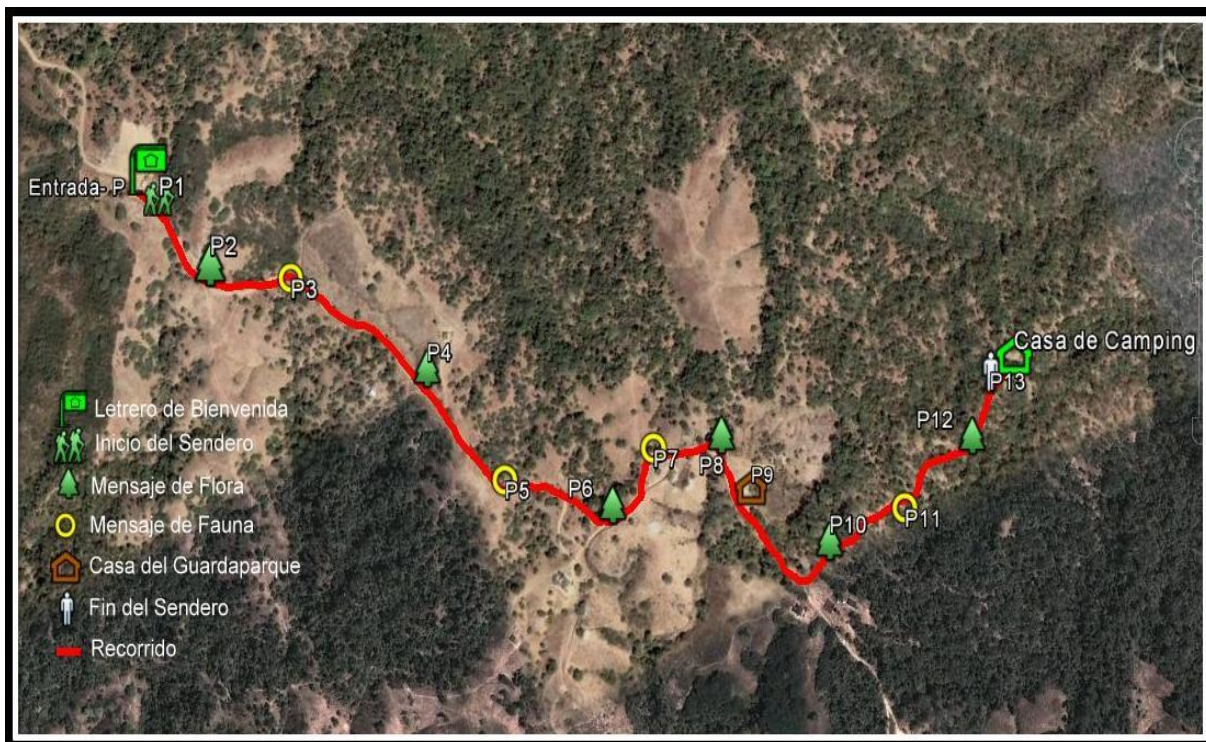 Entrada- P
P1
P2
P3
P4
P5
P6
P7
P8
P9
P10
P11
P12
P13
Casa de Camping
Letrero de Bienvenida
Inicio del Sendero
Mensaje de Flora
Mensaje de Fauna
Casa del Guardaparque
Fin del Sendero
Recorrido